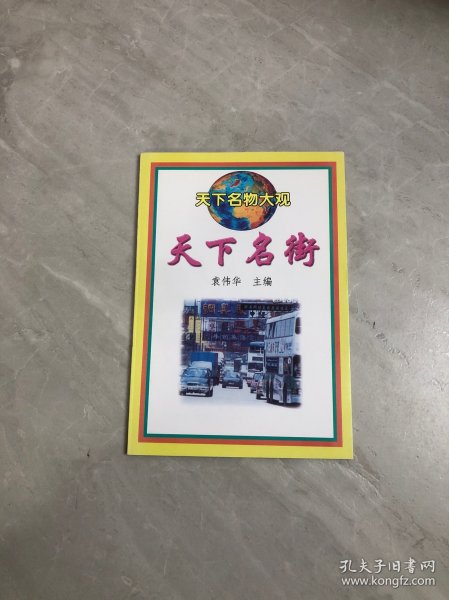 天下名物大观
天下名街
袁伟华 主编
孔夫子旧书网
www.kongfz.com